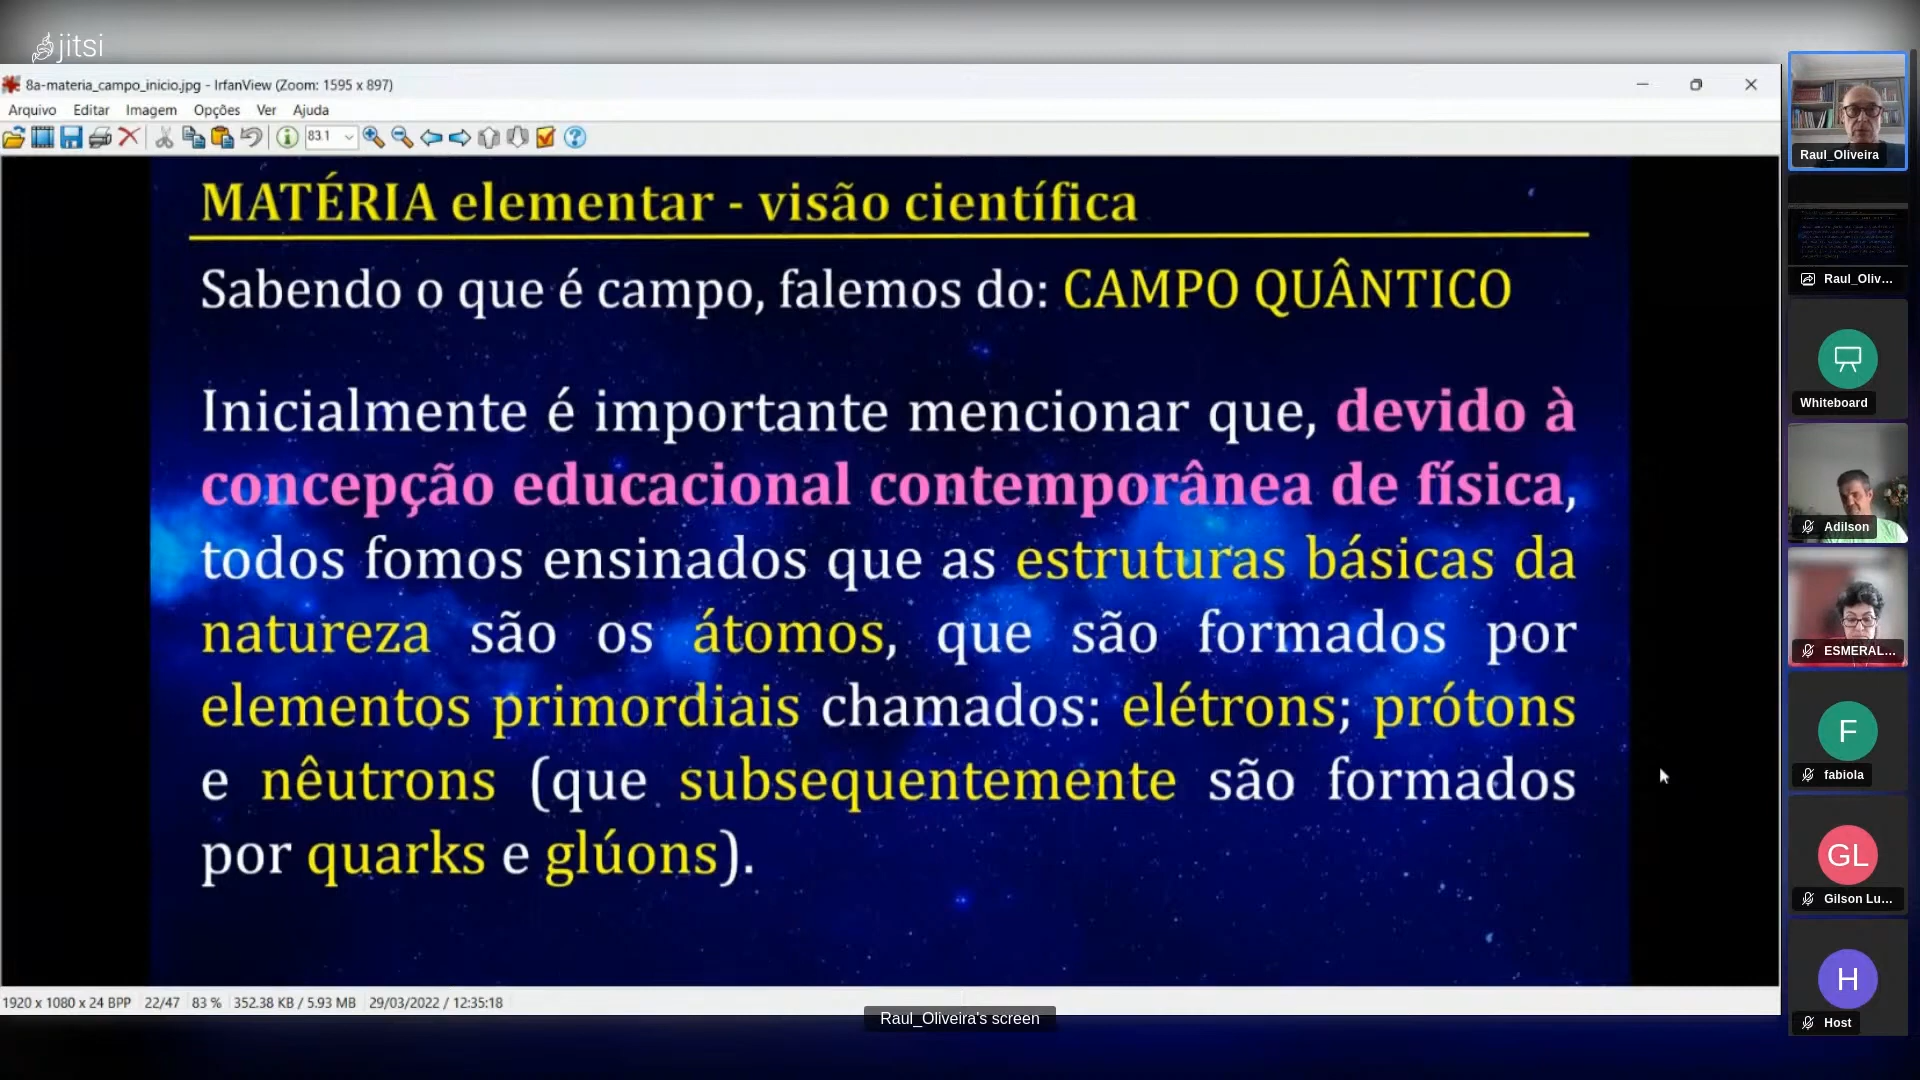 jitsi
8a-materia_campo_inicio.jpg - IrfanView (Zoom: 1595 x 897)
Arquivo Editar Imagem Opções Ver Ajuda
83.1
MATÉRIA elementar - visão científica
Sabendo o que é campo, falemos do: CAMPO QUÂNTICO
Inicialmente é importante mencionar que, devido à
concepção educacional contemporânea de física,
todos fomos ensinados que as estruturas básicas da
natureza são os átomos, que são formados por
elementos primordiais chamados: elétrons; prótons
e nêutrons (que subsequentemente são formados
por quarks e glúons).
1920 x 1080 x 24 BPP 22/47 83 % 352.38 KB / 5.93 MB 29/03/2022 / 12:35:18
Raul_Oliveira's screen
Raul_Oliveira
Raul_Oliv...
Whiteboard
Adilson
ESMERAL...
F
fabiola
GL
Gilson Lu...
H
Host